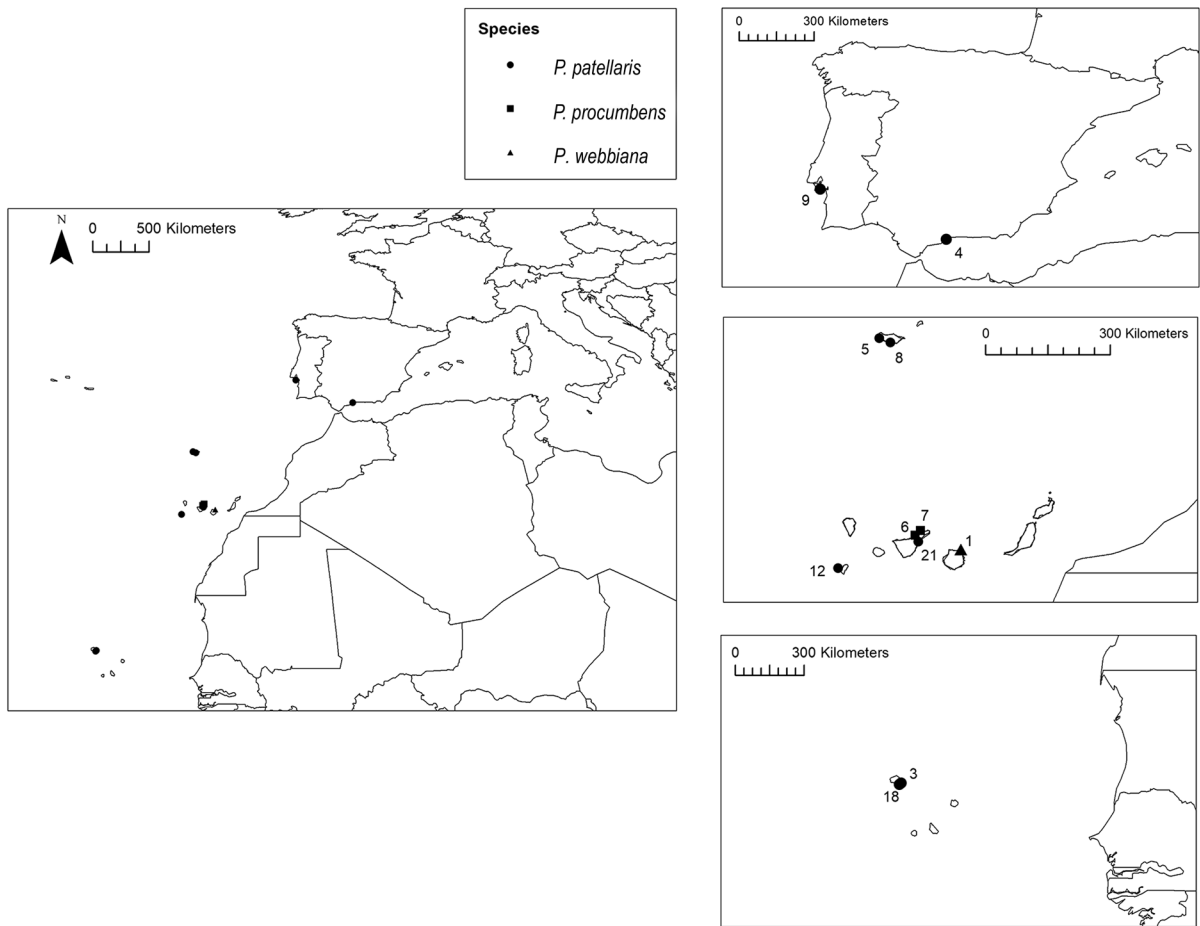 Species
P. patellaris
P. procumbens
P. webbiana
N
0 500 Kilometers
0 300 Kilometers
9
4
0 300 Kilometers
5
8
7
6
1
21
12
0 300 Kilometers
3
18